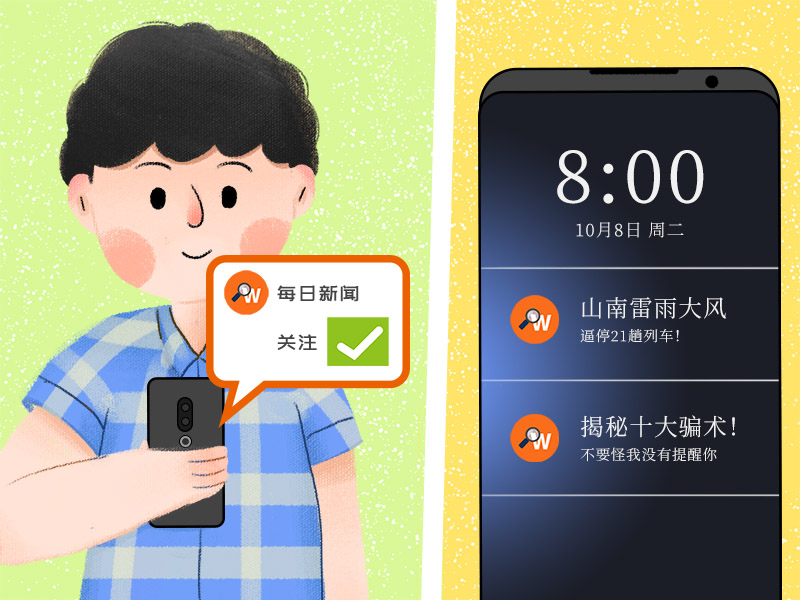 W 每日新闻
关注
8:00
10月8日 周二
W 山南雷雨大风
逼停21趟列车!
W 揭秘十大骗术!
不要怪我没有提醒你